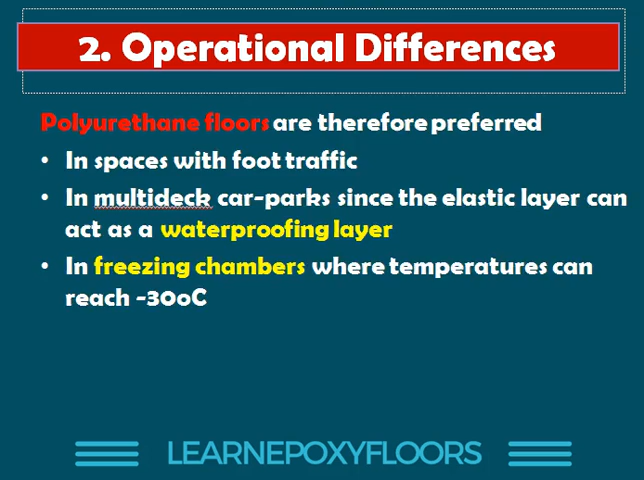 2. Operational Differences
Polyurethane floors are therefore preferred
• In spaces with foot traffic
• In multideck car-parks since the elastic layer can
act as a waterproofing layer
• In freezing chambers where temperatures can
reach -30oC
LEARNEPOXYFLOORS